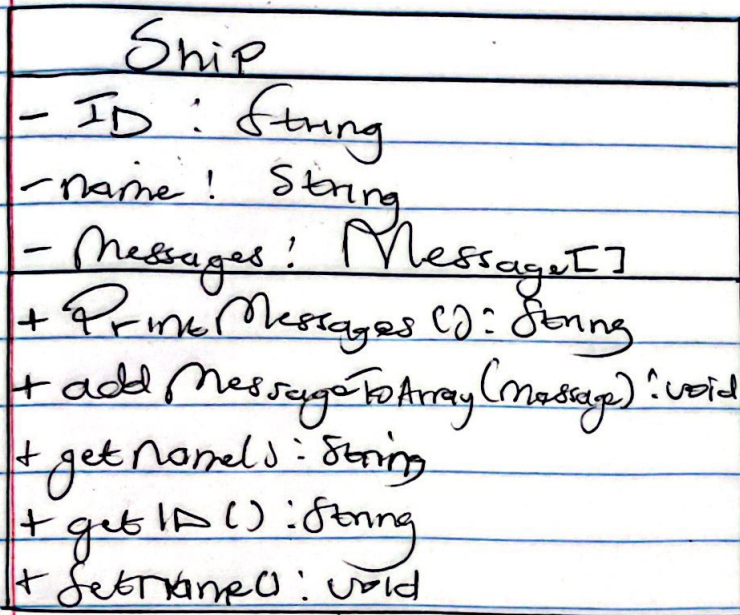 Ship
- ID : String
- name : String
- Messages : Message[]
+ PrintMessages () : String
+ addMessageToArray (Message) : void
+ getname() : String
+ getID () : String
+ setname() : void